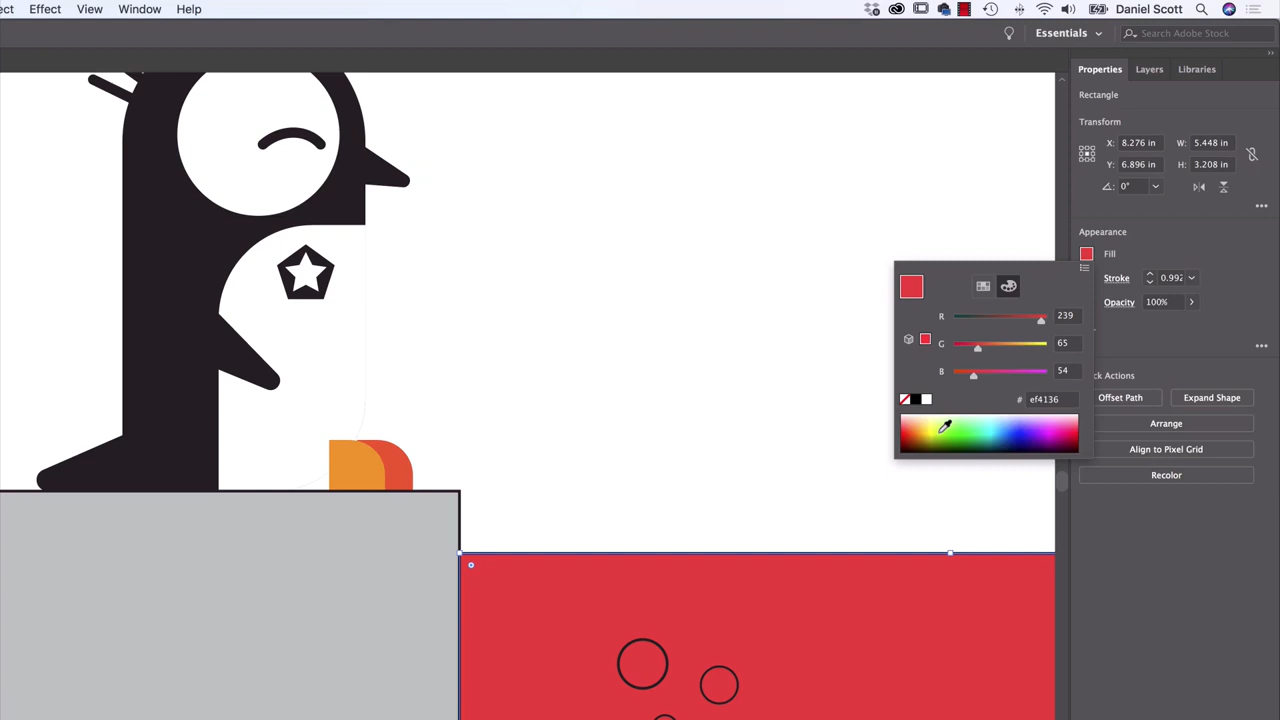 ect Effect View Window Help Daniel Scott
Essentials Search Adobe Stock
Properties Layers Libraries
Rectangle
Transform
X: 8.276 in W: 5.448 in
Y: 6.896 in H: 3.208 in
0°
Appearance
Fill
Stroke 0.992
Opacity 100%
R 239
G 65
B 54
# ef4136
ck Actions
Offset Path Expand Shape
Arrange
Align to Pixel Grid
Recolor